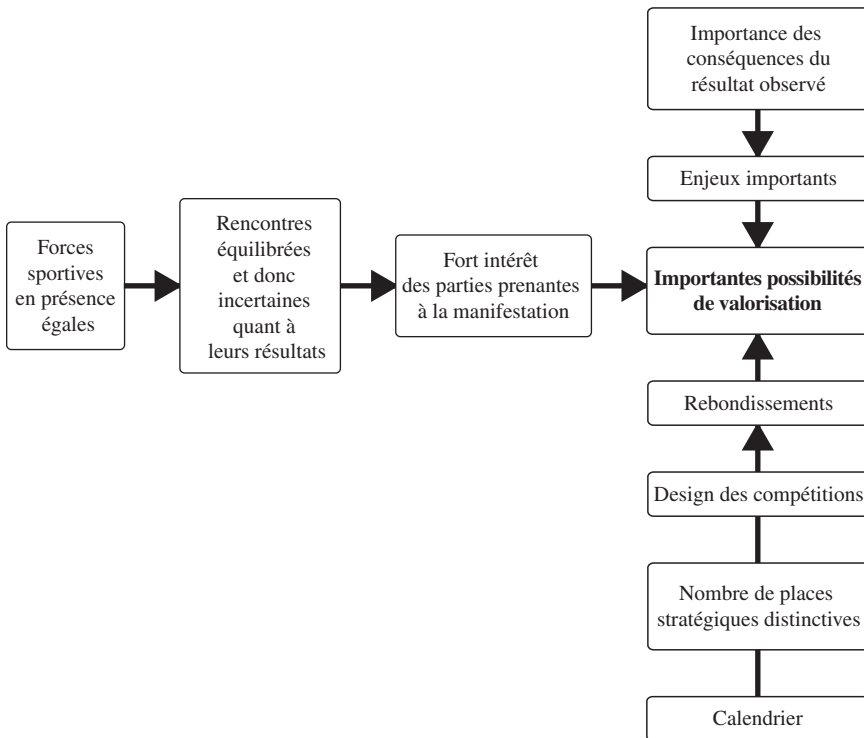 Importance des
conséquences du
résultat observé
Enjeux importants
Forces
sportives
en présence
égales
Rencontres
équilibrées
et donc
incertaines
quant à
leurs résultats
Fort intérêt
des parties prenantes
à la manifestation
Importantes possibilités
de valorisation
Rebondissements
Design des compétitions
Nombre de places
stratégiques distinctives
Calendrier